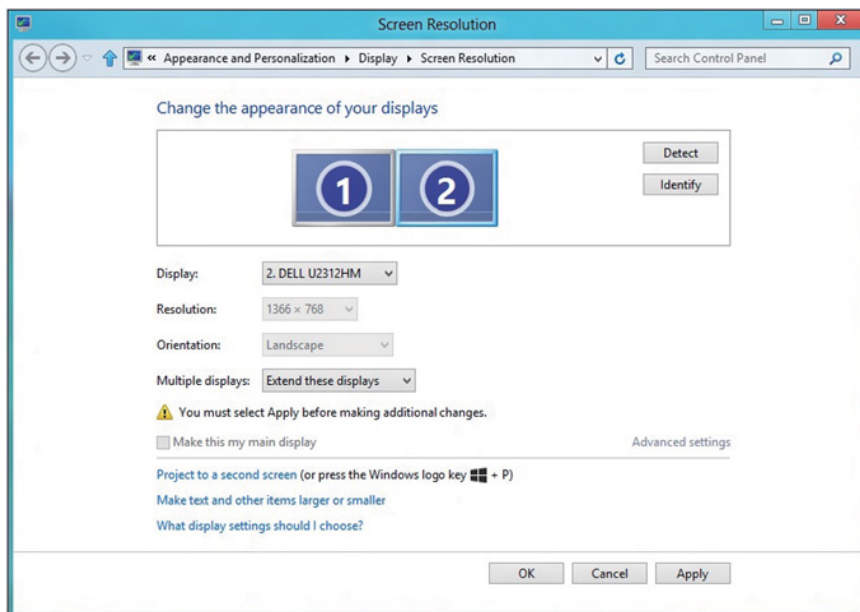 Screen Resolution
« Appearance and Personalization ▸ Display ▸ Screen Resolution Search Control Panel
Change the appearance of your displays
1 2
Detect
Identify
Display: 2. DELL U2312HM
Resolution: 1366 × 768
Orientation: Landscape
Multiple displays: Extend these displays
You must select Apply before making additional changes.
Make this my main display Advanced settings
Project to a second screen (or press the Windows logo key + P)
Make text and other items larger or smaller
What display settings should I choose?
OK Cancel Apply